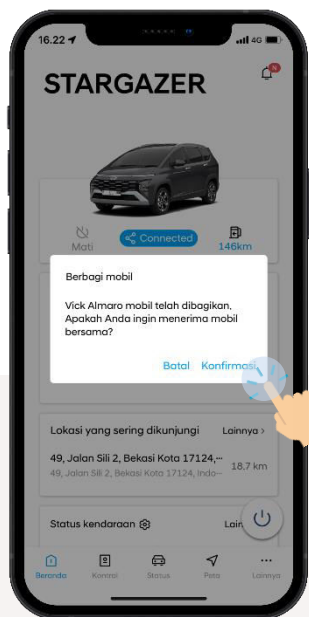 16.22
4G
STARGAZER
N
Mati
Connected
146km
Berbagi mobil
Vick Almaro mobil telah dibagikan.
Apakah Anda ingin menerima mobil
bersama?
Batal Konfirmasi
Lokasi yang sering dikunjungi Lainnya >
49, Jalan Sili 2, Bekasi Kota 17124,...
49, Jalan Sili 2, Bekasi Kota 17124, Indo...
18,7 km
Status kendaraan
Beranda Kontrol Status Peta Lainnya